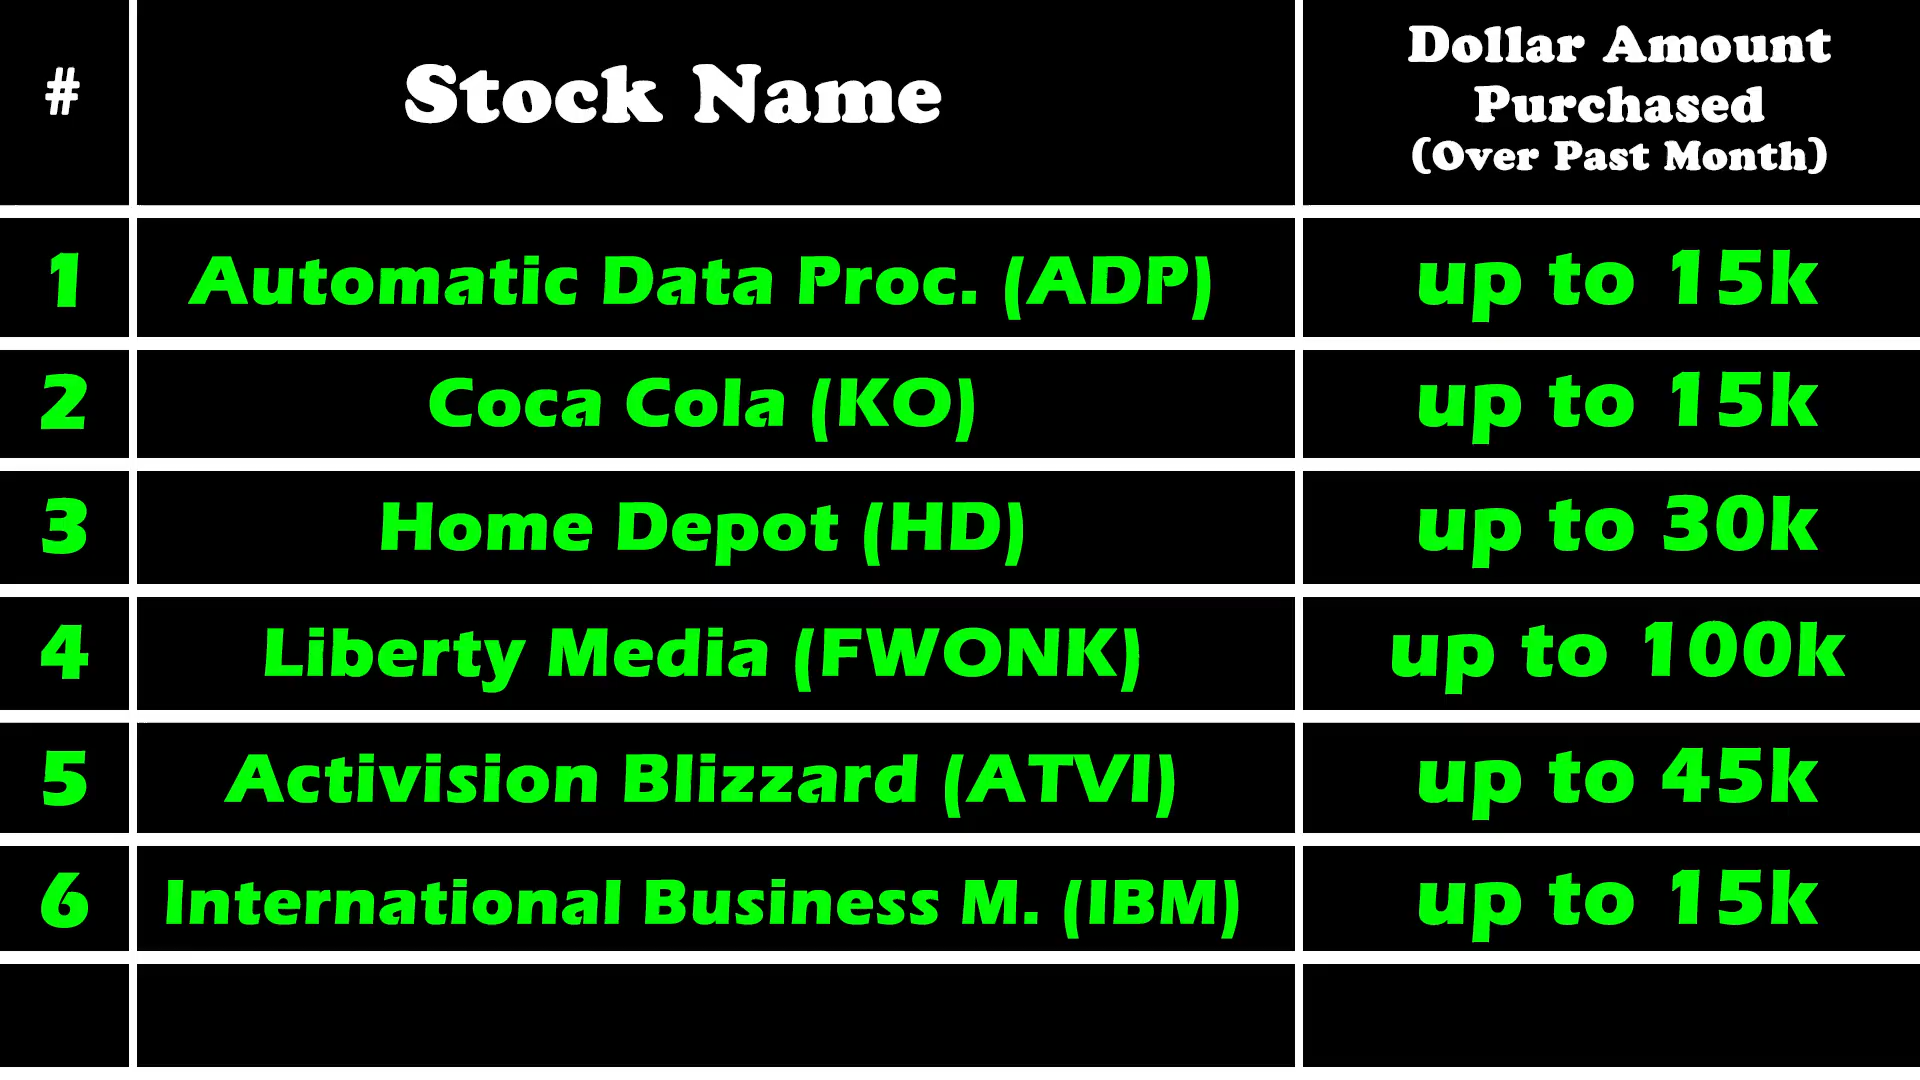 # Stock Name Dollar Amount
Purchased
(Over Past Month)
1 Automatic Data Proc. (ADP) up to 15k
2 Coca Cola (KO) up to 15k
3 Home Depot (HD) up to 30k
4 Liberty Media (FWONK) up to 100k
5 Activision Blizzard (ATVI) up to 45k
6 International Business M. (IBM) up to 15k